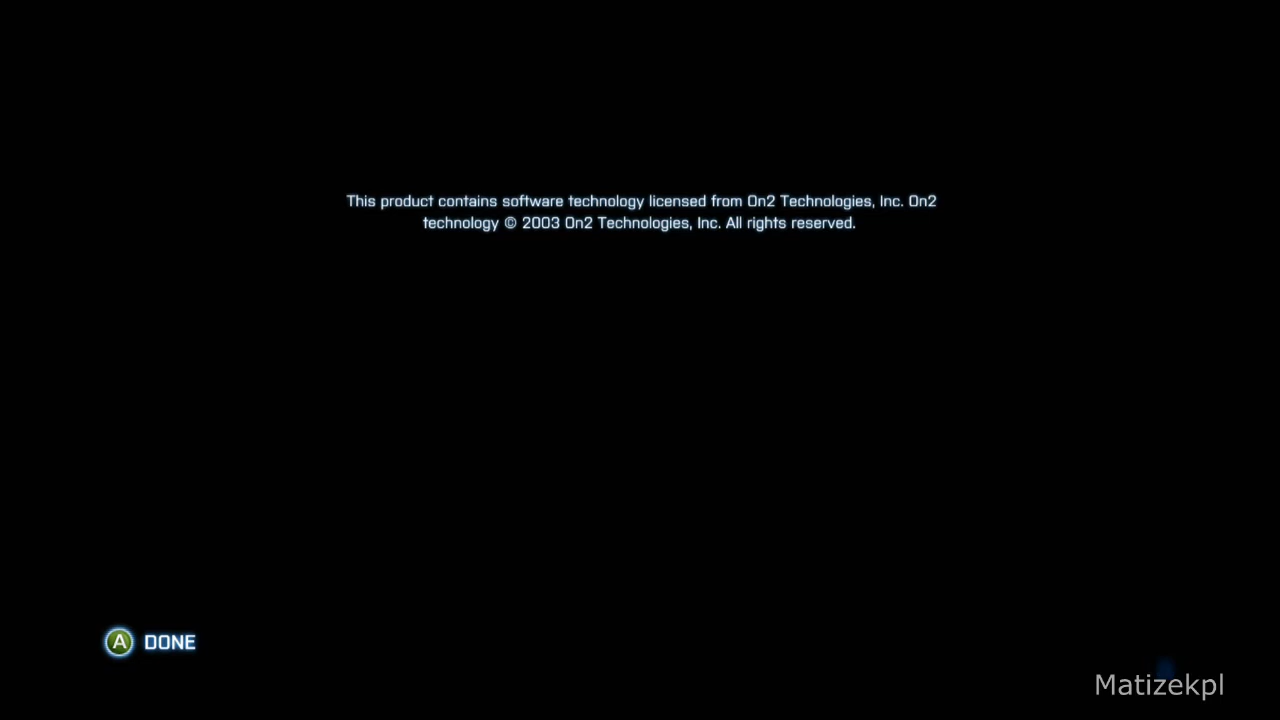 This product contains software technology licensed from On2 Technologies, Inc. On2
technology © 2003 On2 Technologies, Inc. All rights reserved.
A DONE
Matizekpl